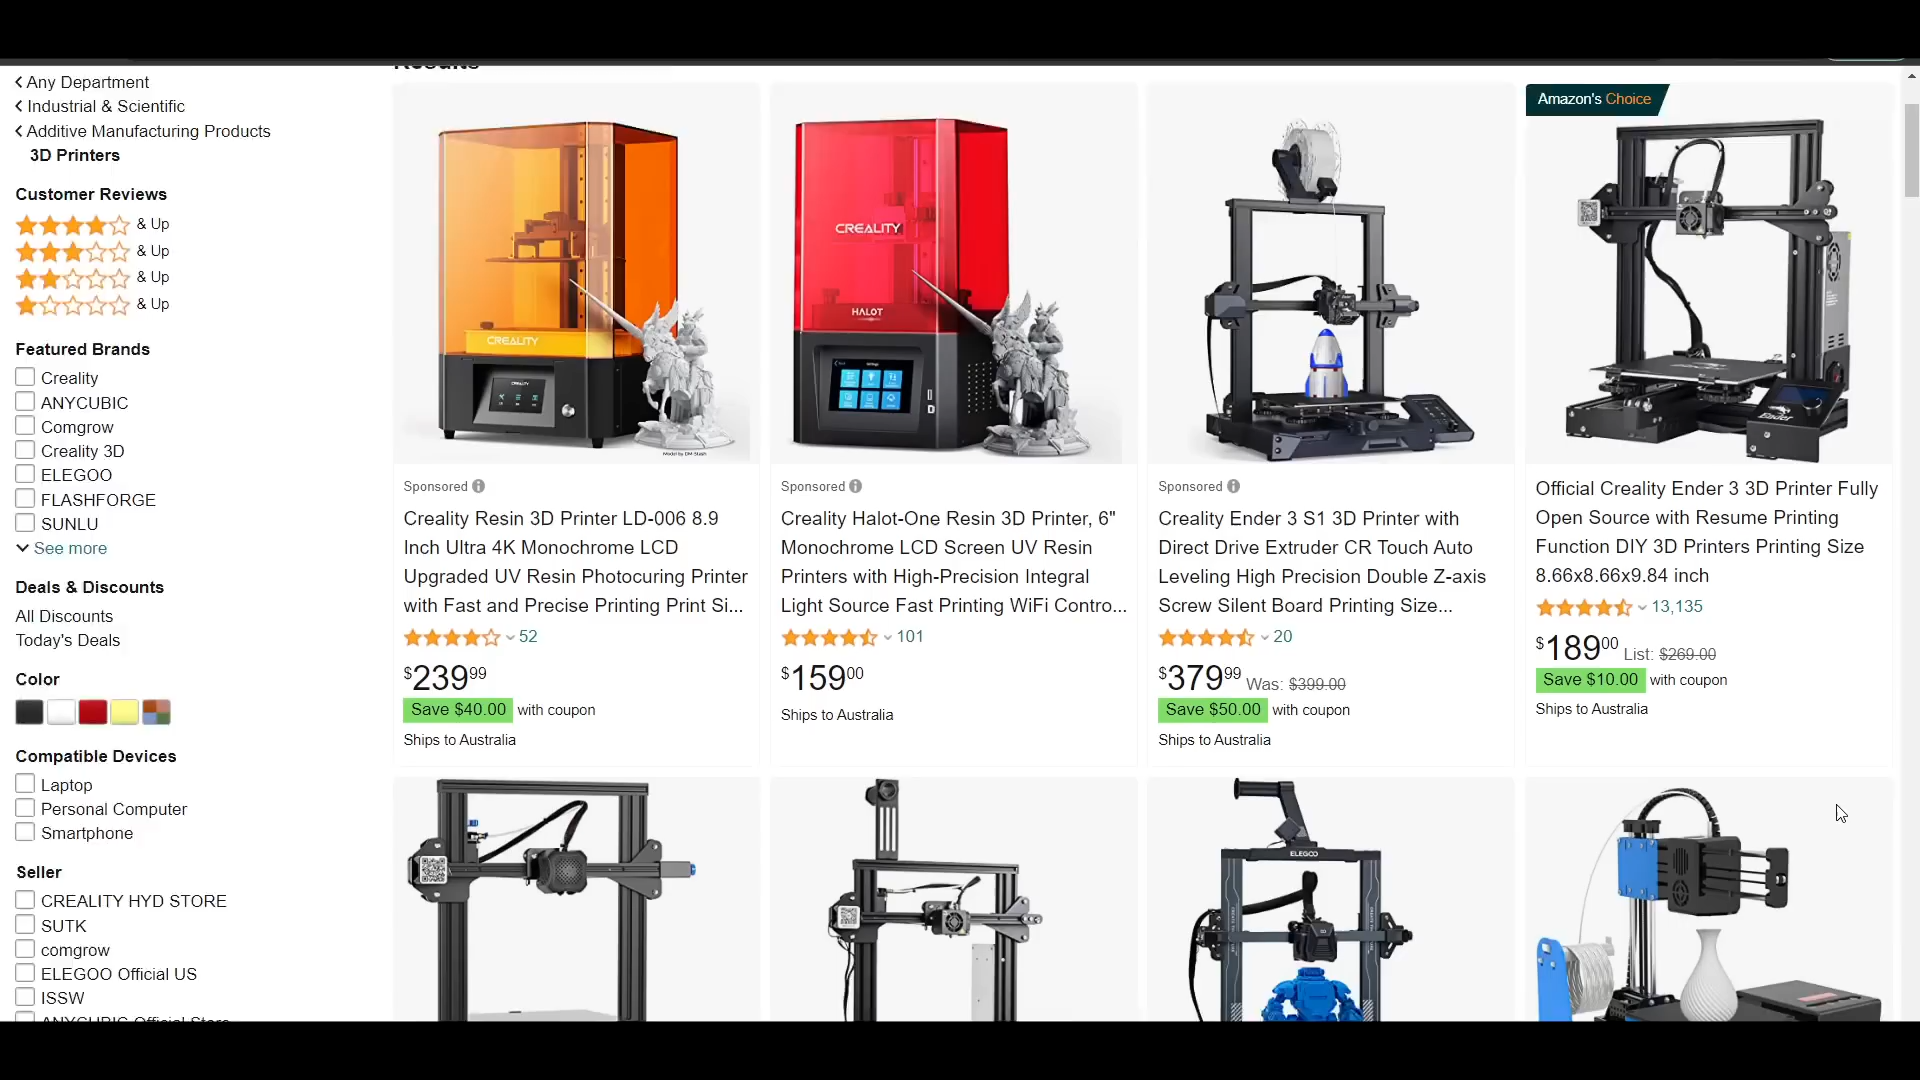 Results
Any Department
Industrial & Scientific
Additive Manufacturing Products
3D Printers
Customer Reviews
& Up
& Up
& Up
& Up
Featured Brands
Creality
ANYCUBIC
Comgrow
Creality 3D
ELEGOO
FLASHFORGE
SUNLU
See more
Deals & Discounts
All Discounts
Today's Deals
Color
Compatible Devices
Laptop
Personal Computer
Smartphone
Seller
CREALITY HYD STORE
SUTK
comgrow
ELEGOO Official US
ISSW
ANYCUBIC Official Store
CREALITY
CREALITY
Model by DM-Stash
Sponsored
Creality Resin 3D Printer LD-006 8.9
Inch Ultra 4K Monochrome LCD
Upgraded UV Resin Photocuring Printer
with Fast and Precise Printing Print Si...
52
$239.99
Save $40.00 with coupon
Ships to Australia
CREALITY
HALOT
Sponsored
Creality Halot-One Resin 3D Printer, 6"
Monochrome LCD Screen UV Resin
Printers with High-Precision Integral
Light Source Fast Printing WiFi Contro...
101
$159.00
Ships to Australia
Sponsored
Creality Ender 3 S1 3D Printer with
Direct Drive Extruder CR Touch Auto
Leveling High Precision Double Z-axis
Screw Silent Board Printing Size...
20
$379.99 Was: $399.00
Save $50.00 with coupon
Ships to Australia
Amazon's Choice
Ender
Official Creality Ender 3 3D Printer Fully
Open Source with Resume Printing
Function DIY 3D Printers Printing Size
8.66x8.66x9.84 inch
13,135
$189.00 List: $269.00
Save $10.00 with coupon
Ships to Australia
ELEGOO